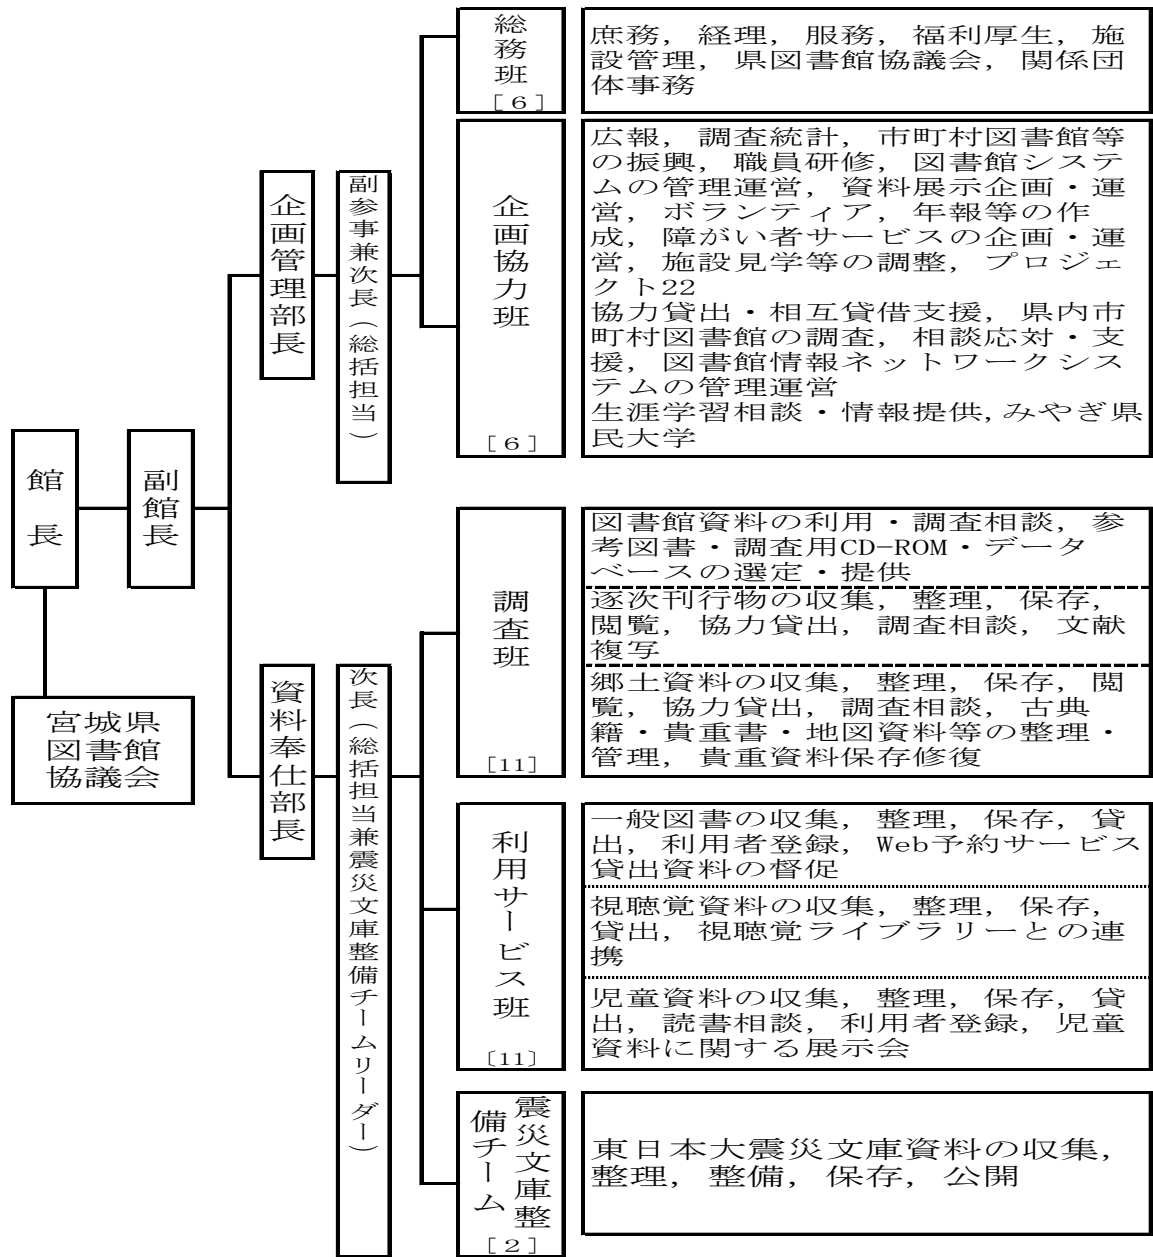 館長
副館長
宮城県
図書館
協議会
企画管理部長
副参事兼次長（総括担当）
総務班
［６］
庶務，経理，服務，福利厚生，施
設管理，県図書館協議会，関係団
体事務
企画協力班
［６］
広報，調査統計，市町村図書館等
の振興，職員研修，図書館システ
ムの管理運営，資料展示企画・運
営，ボランティア，年報等の作
成，障がい者サービスの企画・運
営，施設見学等の調整，プロジェ
クト22
協力貸出・相互貸借支援，県内市
町村図書館の調査，相談応対・支
援，図書館情報ネットワークシス
テムの管理運営
生涯学習相談・情報提供,みやぎ県
民大学
資料奉仕部長
次長（総括担当兼震災文庫整備チームリーダー）
調査班
［11］
図書館資料の利用・調査相談，参
考図書・調査用CD-ROM・データ
ベースの選定・提供
逐次刊行物の収集，整理，保存，
閲覧，協力貸出，調査相談，文献
複写
郷土資料の収集，整理，保存，閲
覧，協力貸出，調査相談，古典
籍・貴重書・地図資料等の整理・
管理，貴重資料保存修復
利用サービス班
〔11〕
一般図書の収集，整理，保存，貸
出，利用者登録，Web予約サービス
貸出資料の督促
視聴覚資料の収集，整理，保存，
貸出，視聴覚ライブラリーとの連
携
児童資料の収集，整理，保存，貸
出，読書相談，利用者登録，児童
資料に関する展示会
震災文庫整
備チーム
［２］
東日本大震災文庫資料の収集，
整理，整備，保存，公開